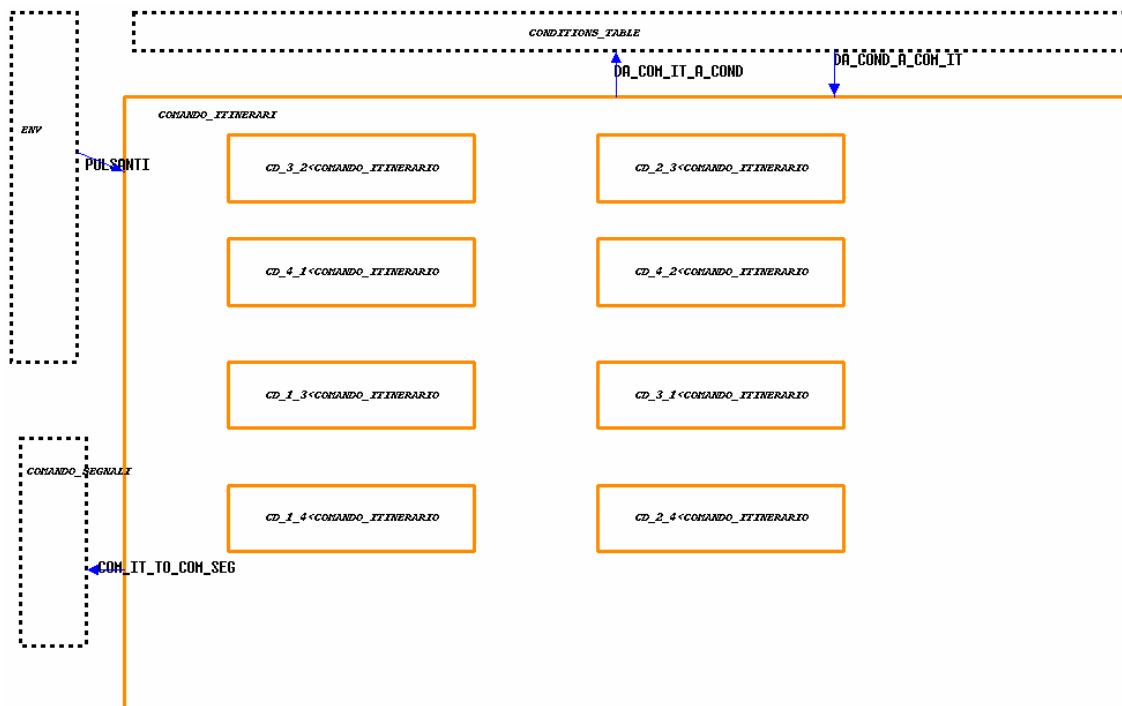 CONDITIONS_TABLE
DA_COM_IT_A_COND
DA_COND_A_COM_IT
COMANDO_ITINERARI
ENV
PULSANTI
CD_3_2<COMANDO_ITINERARIO
CD_2_3<COMANDO_ITINERARIO
CD_4_1<COMANDO_ITINERARIO
CD_4_2<COMANDO_ITINERARIO
CD_1_3<COMANDO_ITINERARIO
CD_3_1<COMANDO_ITINERARIO
COMANDO_SEGNALI
CD_1_4<COMANDO_ITINERARIO
CD_2_4<COMANDO_ITINERARIO
COM_IT_TO_COM_SEG